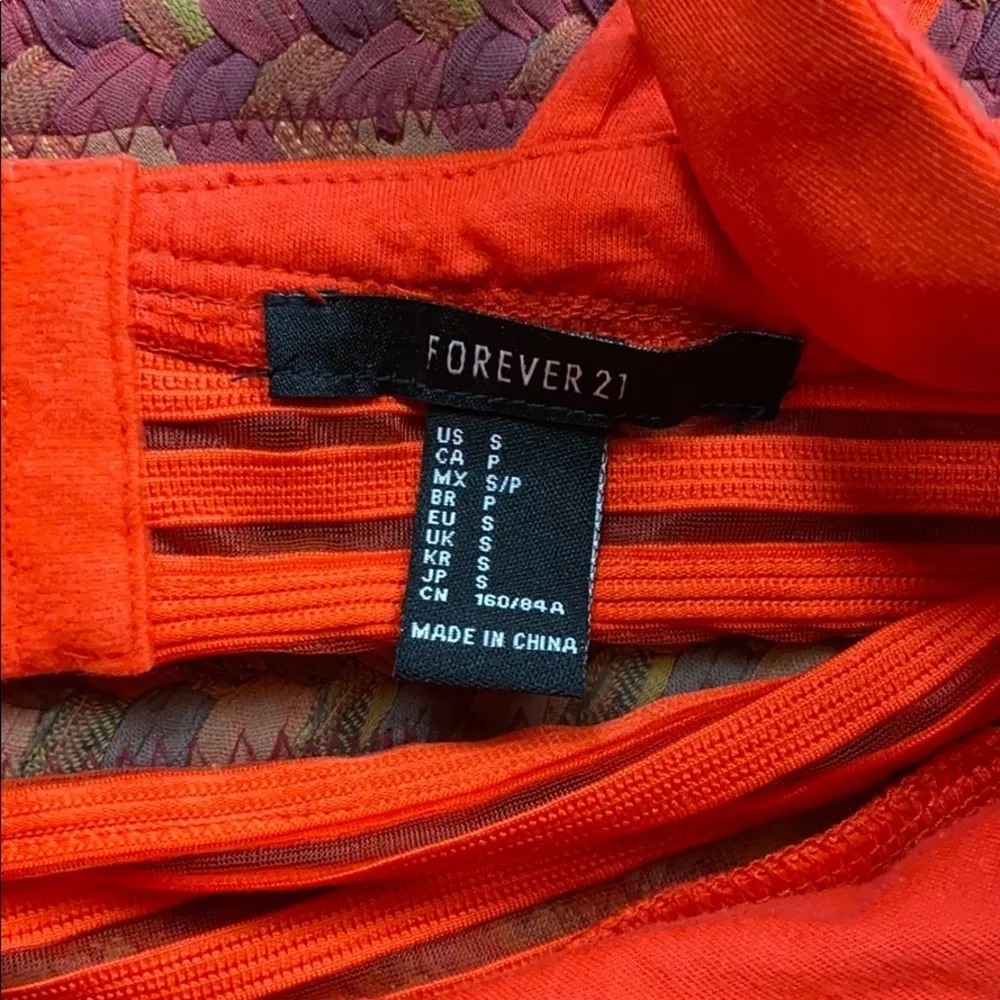 FOREVER 21
US S
CA P
MX S/P
BR P
EU S
UK S
KR S
JP S
CN 160/84A
MADE IN CHINA